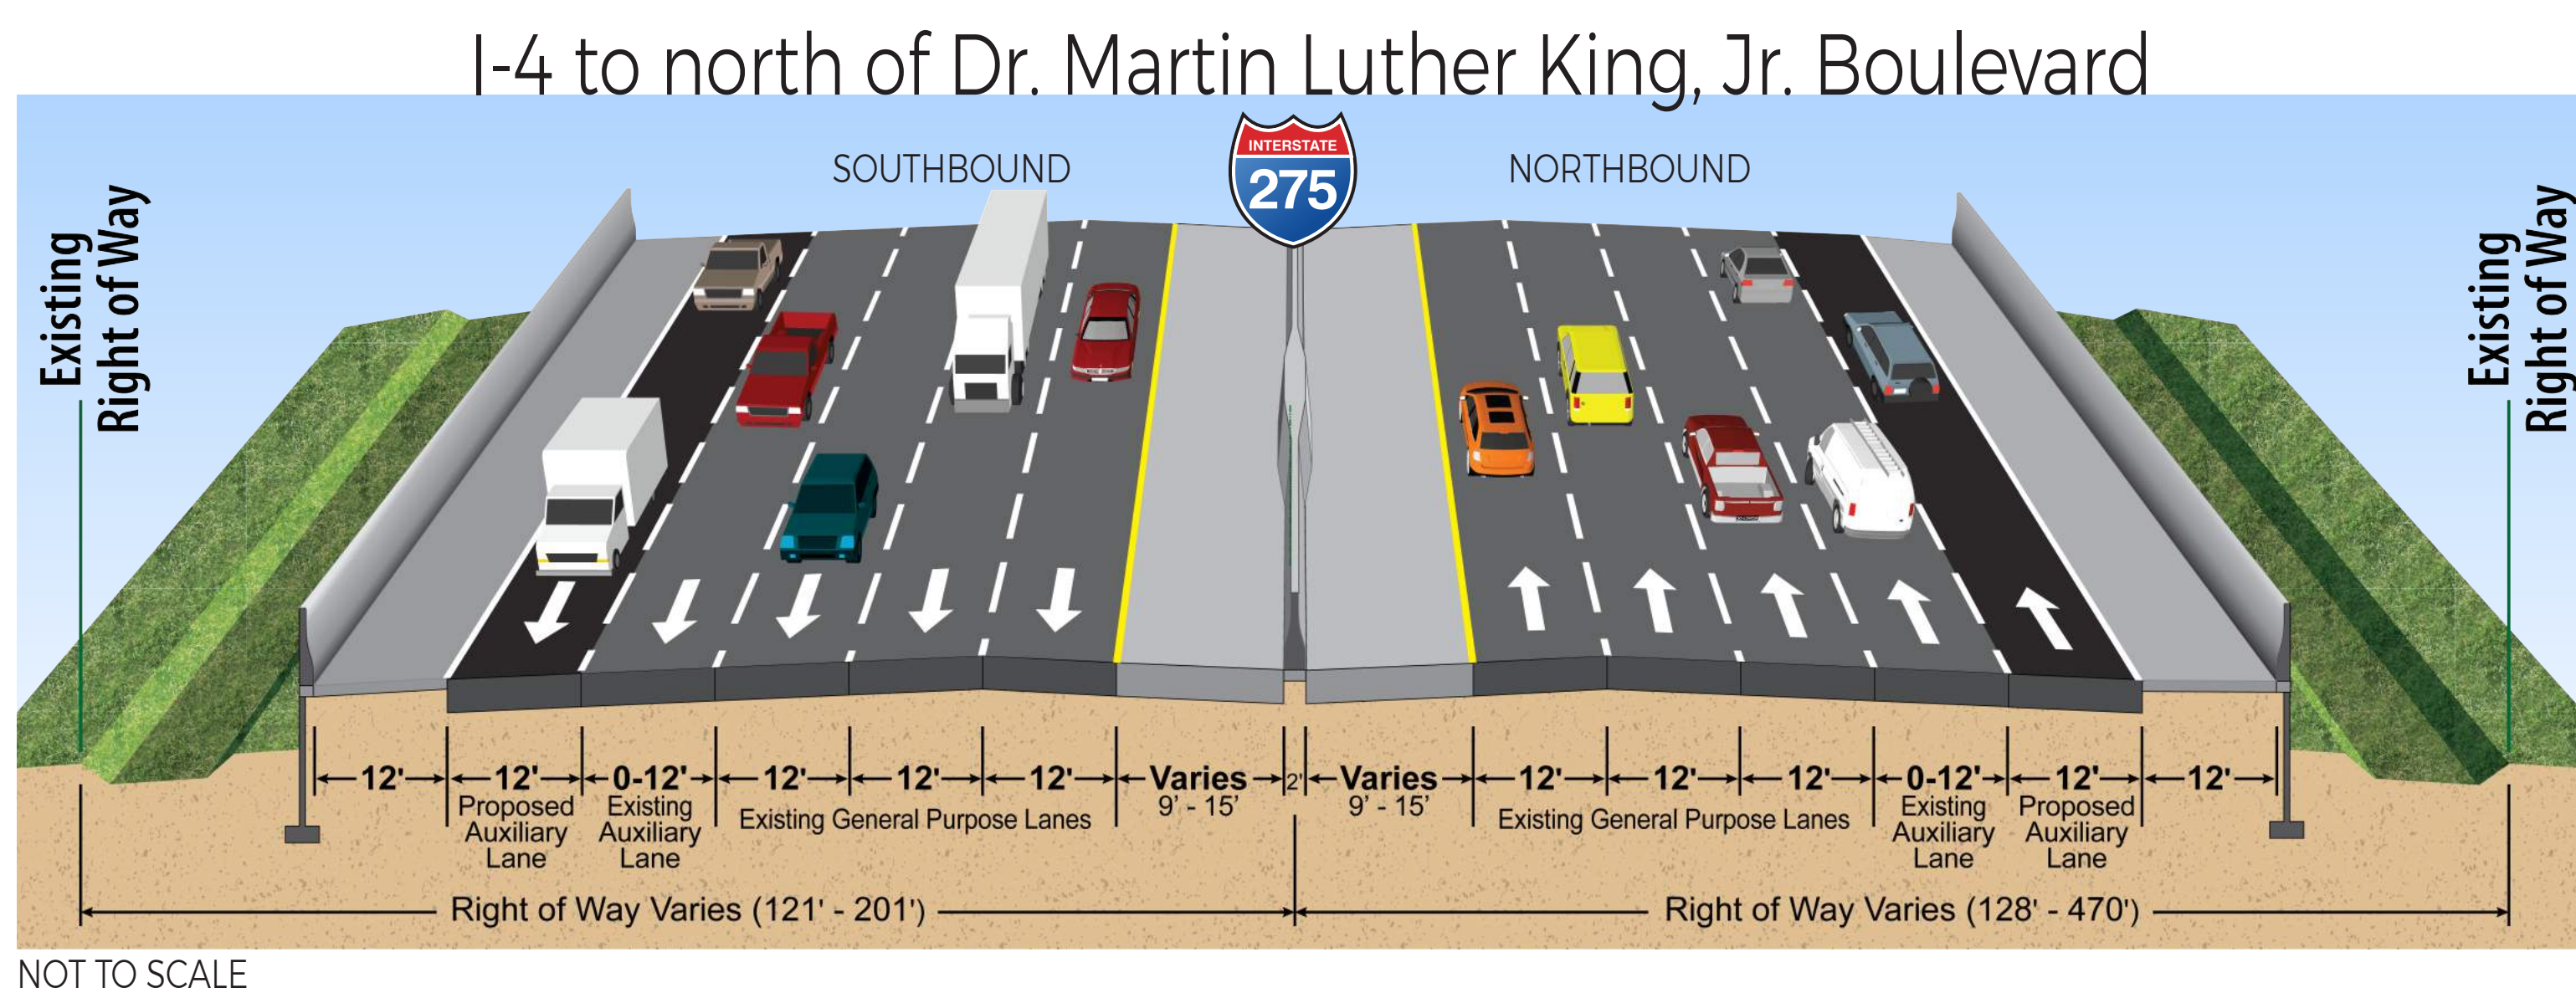 I-4 to north of Dr. Martin Luther King, Jr. Boulevard
SOUTHBOUND
INTERSTATE
275
NORTHBOUND
Existing
Right of Way
Existing
Right of Way
12' 12' 0-12' 12' 12' 12' Varies 2' Varies 12' 12' 12' 0-12' 12' 12'
Proposed
Auxiliary
Lane
Existing
Auxiliary
Lane
Existing General Purpose Lanes
9' - 15'
9' - 15'
Existing General Purpose Lanes
Existing
Auxiliary
Lane
Proposed
Auxiliary
Lane
Right of Way Varies (121' - 201')
Right of Way Varies (128' - 470')
NOT TO SCALE